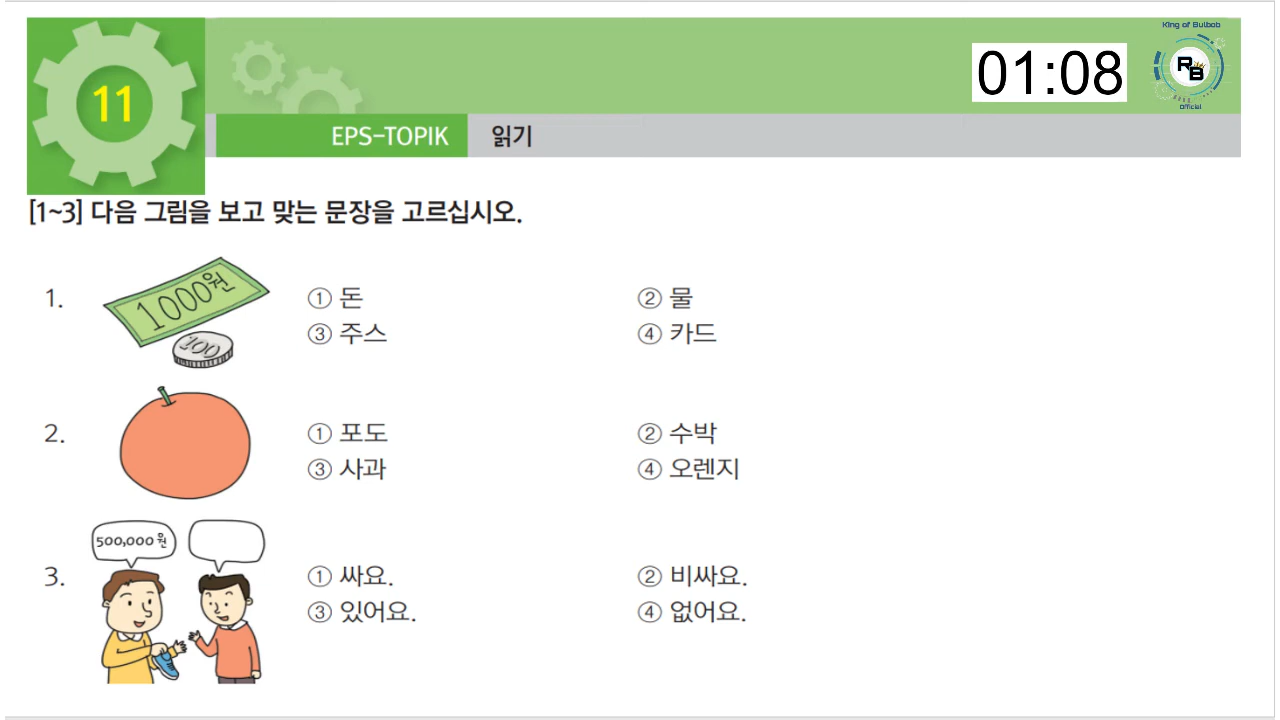 11
01:08
King of Bulbob
RB
Official
EPS-TOPIK 읽기
[1~3] 다음 그림을 보고 맞는 문장을 고르십시오.
1.
1000원
100
① 돈 ② 물
③ 주스 ④ 카드
2.
① 포도 ② 수박
③ 사과 ④ 오렌지
500,000 원
3.
① 싸요. ② 비싸요.
③ 있어요. ④ 없어요.